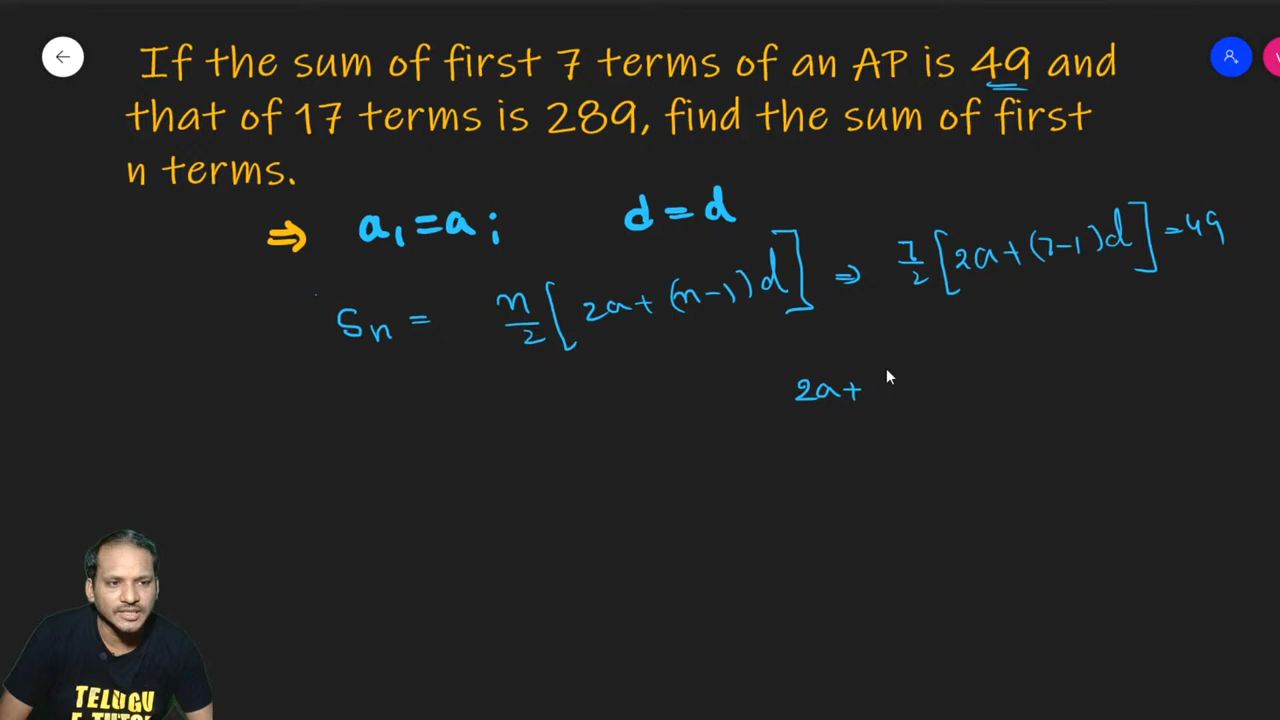 If the sum of first 7 terms of an AP is 49 and
that of 17 terms is 289, find the sum of first
n terms.
⇒ a₁ = a ; d = d
Sn = n/2 [2a + (n-1)d] ⇒ 7/2 [2a + (7-1)d] = 49
2a +
TELUGU